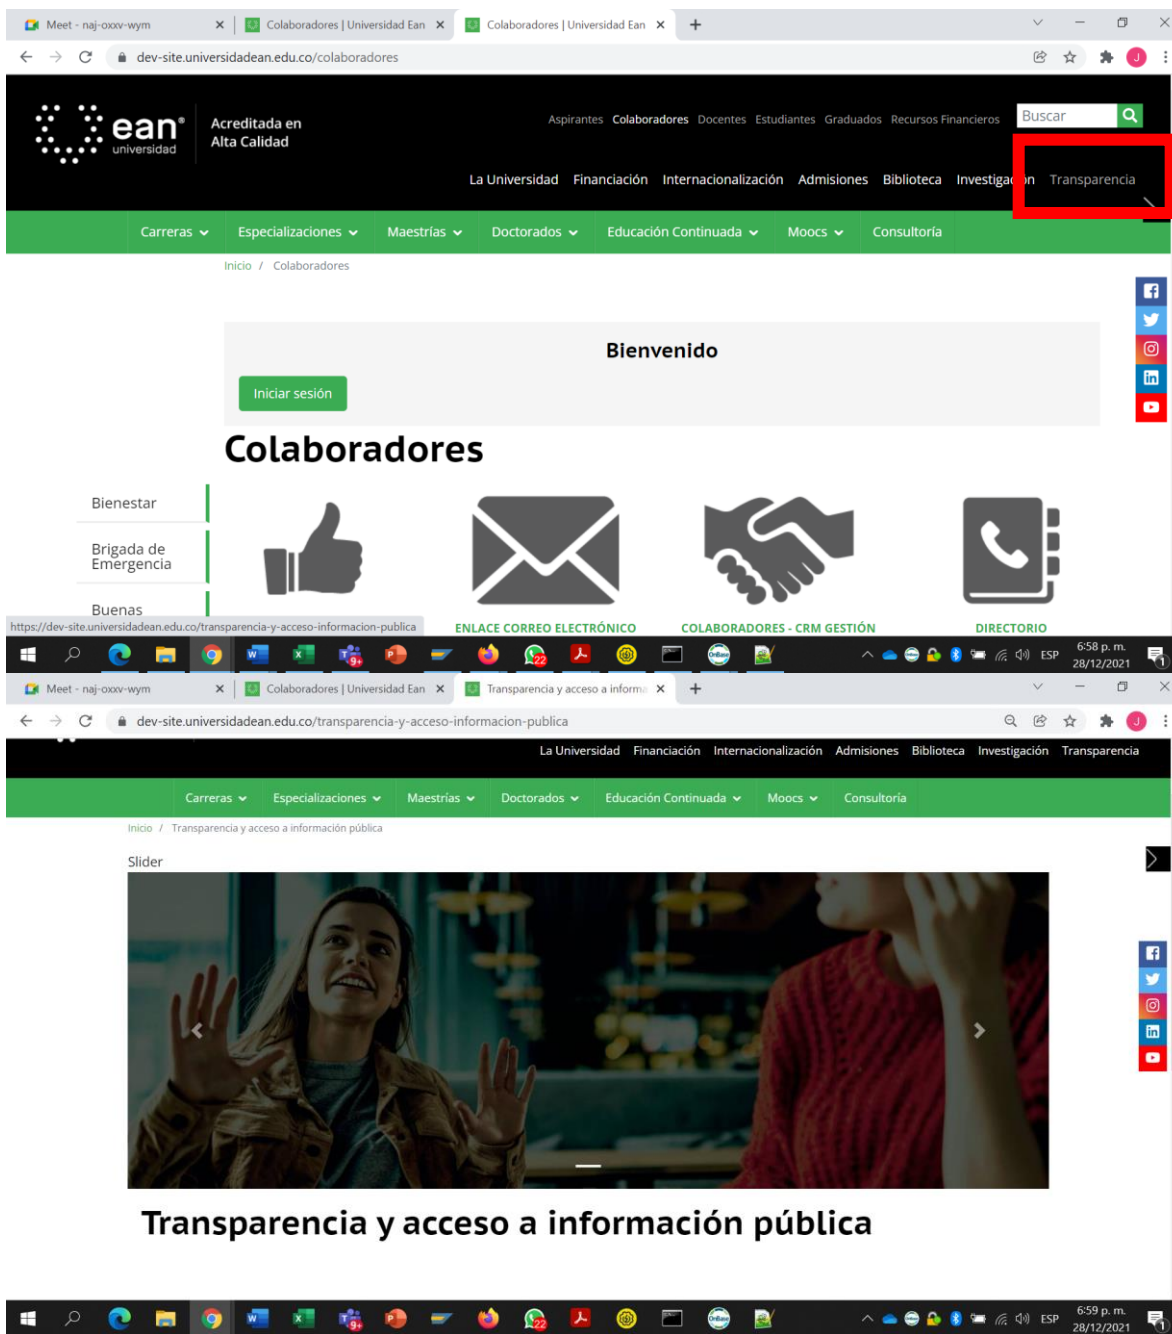 Meet - naj-oxxv-wym
Colaboradores | Universidad Ean
Colaboradores | Universidad Ean
dev-site.universidadean.edu.co/colaboradores
ean®
universidad
Acreditada en
Alta Calidad
Aspirantes Colaboradores Docentes Estudiantes Graduados Recursos Financieros
Buscar
La Universidad Financiación Internacionalización Admisiones Biblioteca Investigación Transparencia
Carreras Especializaciones Maestrías Doctorados Educación Continuada Moocs Consultoría
Inicio / Colaboradores
Bienvenido
Iniciar sesión
Colaboradores
Bienestar
Brigada de
Emergencia
Buenas
https://dev-site.universidadean.edu.co/transparencia-y-acceso-informacion-publica
ENLACE CORREO ELECTRÓNICO
COLABORADORES - CRM GESTIÓN
DIRECTORIO
ESP
6:58 p. m.
28/12/2021
Meet - naj-oxxv-wym
Colaboradores | Universidad Ean
Transparencia y acceso a informa
dev-site.universidadean.edu.co/transparencia-y-acceso-informacion-publica
La Universidad Financiación Internacionalización Admisiones Biblioteca Investigación Transparencia
Carreras Especializaciones Maestrías Doctorados Educación Continuada Moocs Consultoría
Inicio / Transparencia y acceso a información pública
Slider
Transparencia y acceso a información pública
ESP
6:59 p. m.
28/12/2021